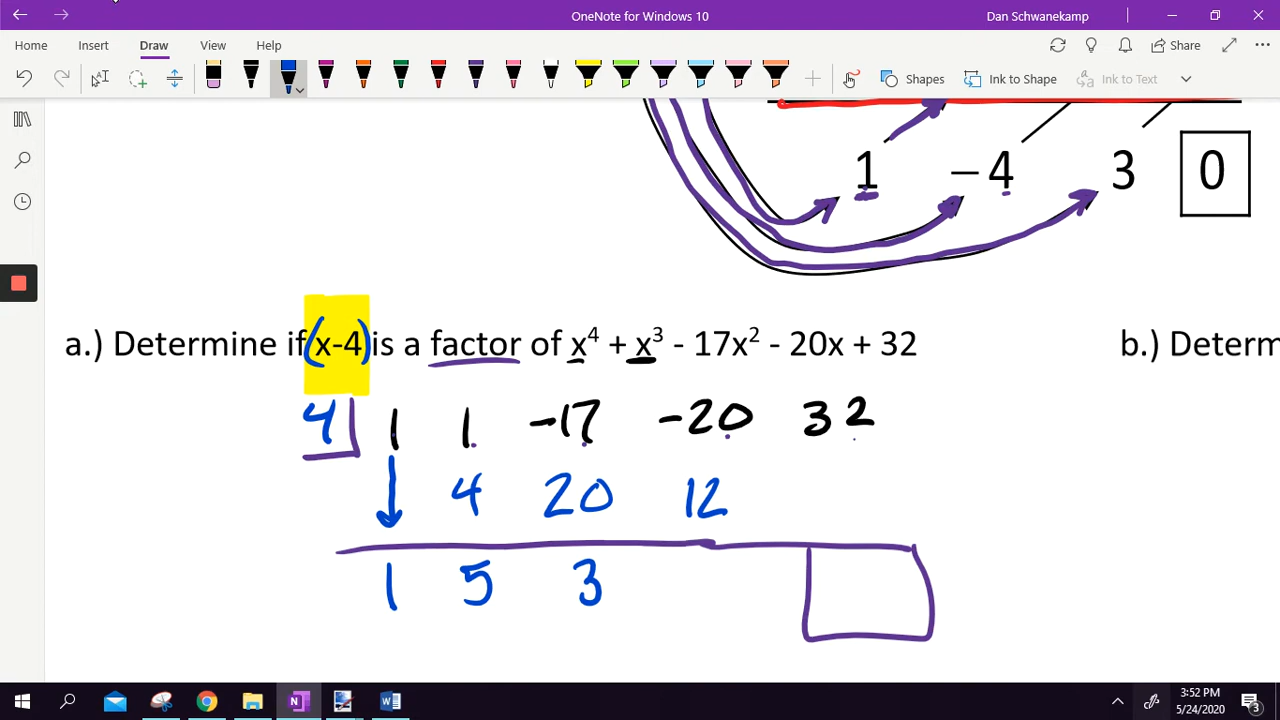 OneNote for Windows 10
Dan Schwanekamp
Home Insert Draw View Help
Share
Shapes Ink to Shape Ink to Text
1 −4 3 0
a.) Determine if (x-4) is a factor of x⁴ + x³ - 17x² - 20x + 32
b.) Determ
4 1 1 -17 -20 32
4 20 12
1 5 3
3:52 PM
5/24/2020
3